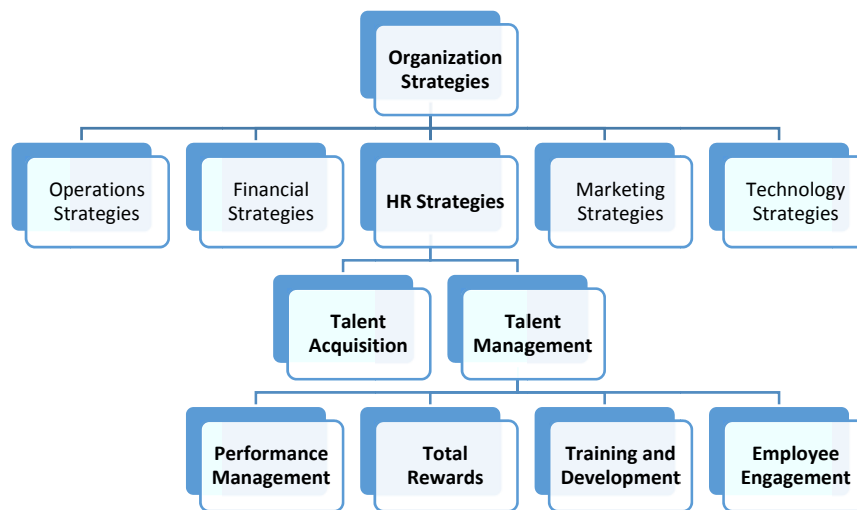 Organization
Strategies
Operations
Strategies
Financial
Strategies
HR Strategies
Marketing
Strategies
Technology
Strategies
Talent
Acquisition
Talent
Management
Performance
Management
Total
Rewards
Training and
Development
Employee
Engagement